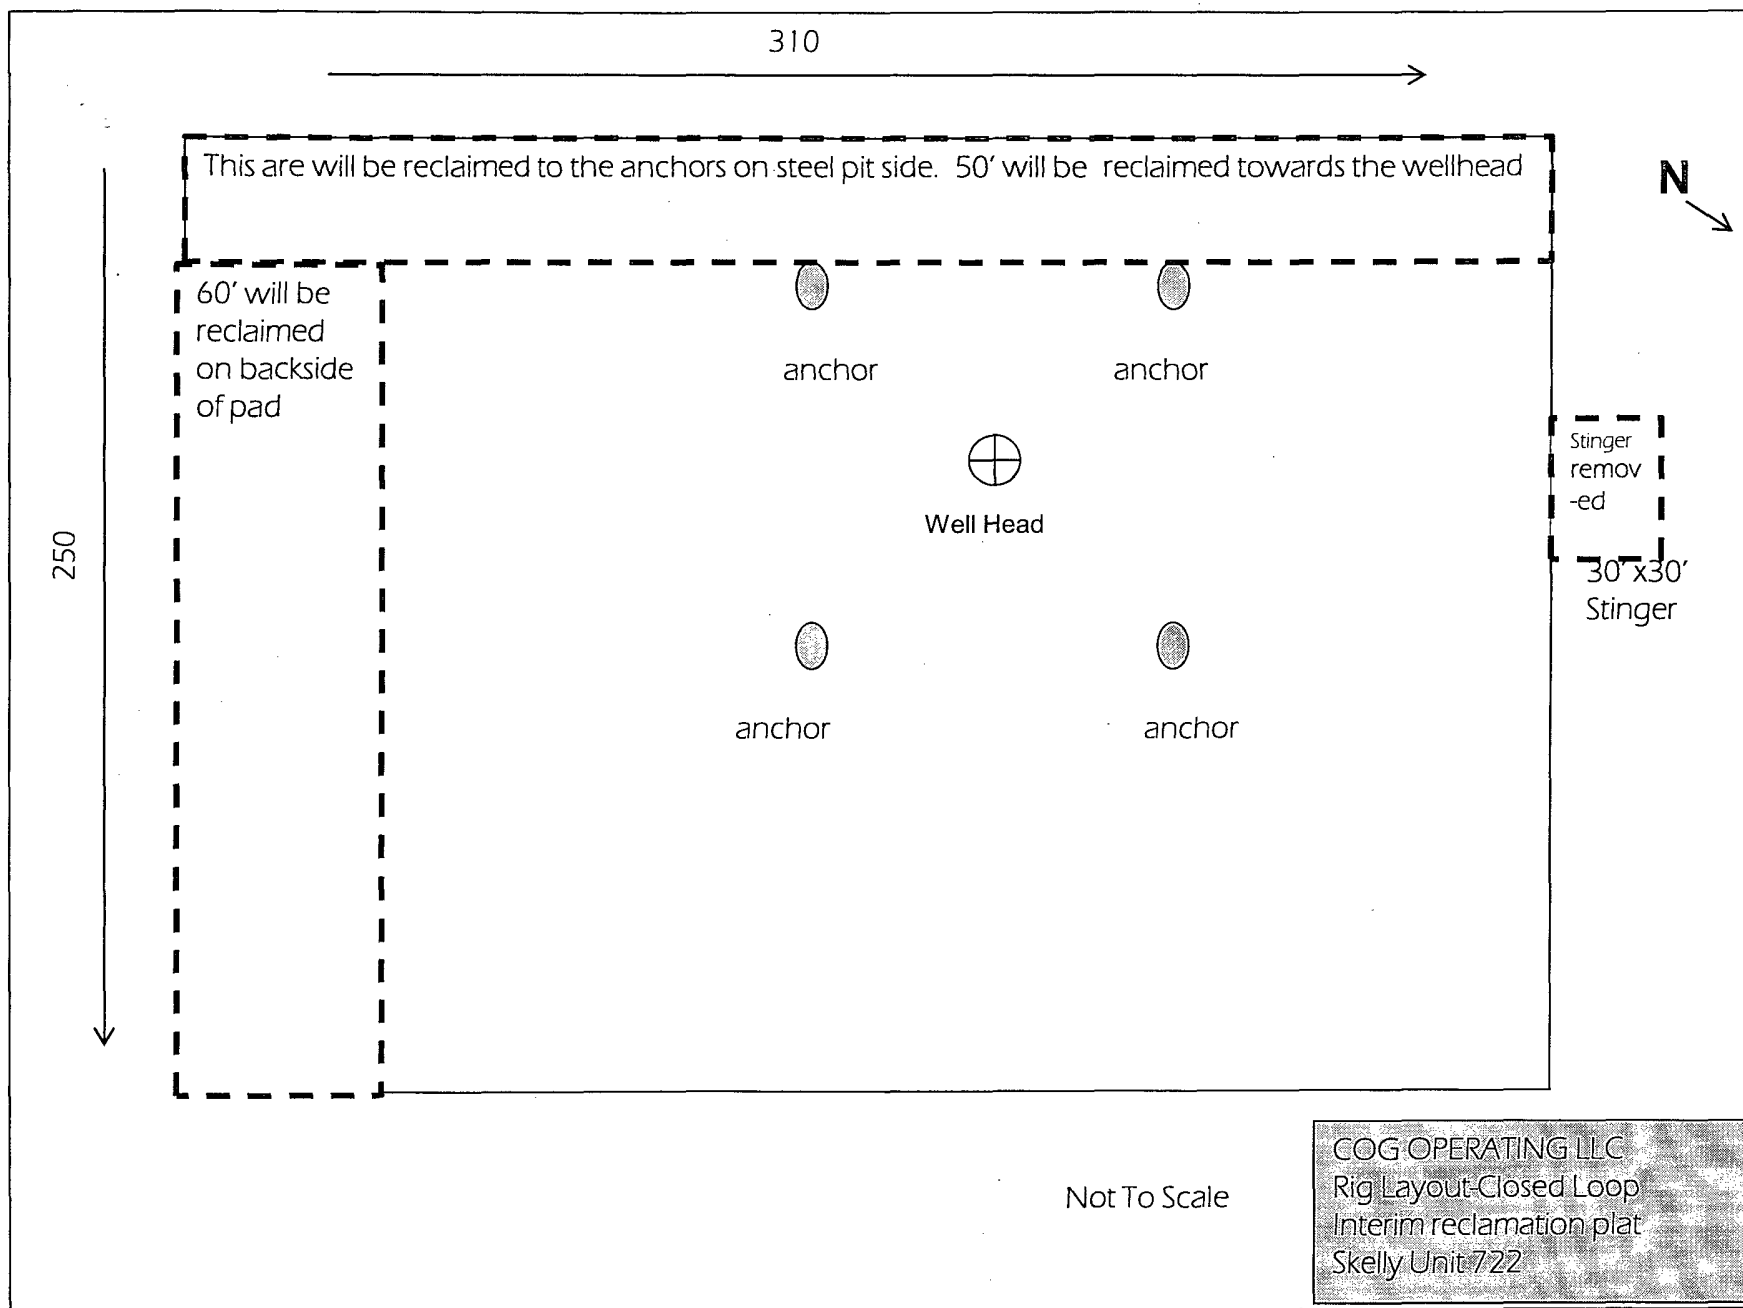 310
This are will be reclaimed to the anchors on steel pit side. 50' will be reclaimed towards the wellhead
N
60' will be
reclaimed
on backside
of pad
anchor
anchor
Stinger
remov
-ed
Well Head
250
30'x30'
Stinger
anchor
anchor
Not To Scale
COG OPERATING LLC
Rig Layout-Closed Loop
Interim reclamation plat
Skelly Unit 722